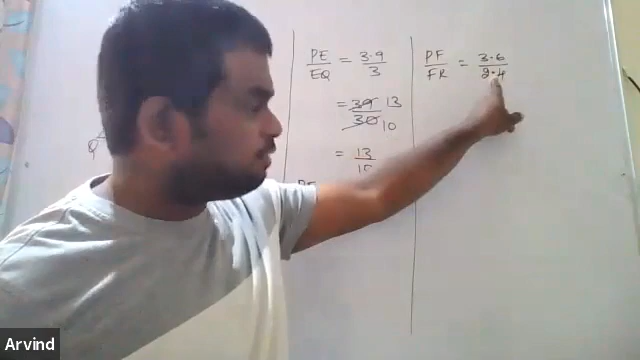 PE/EQ = 3.9/3
= 39/30 13/10
= 13/10
PF/FR = 3.6/2.4
Q
Arvind